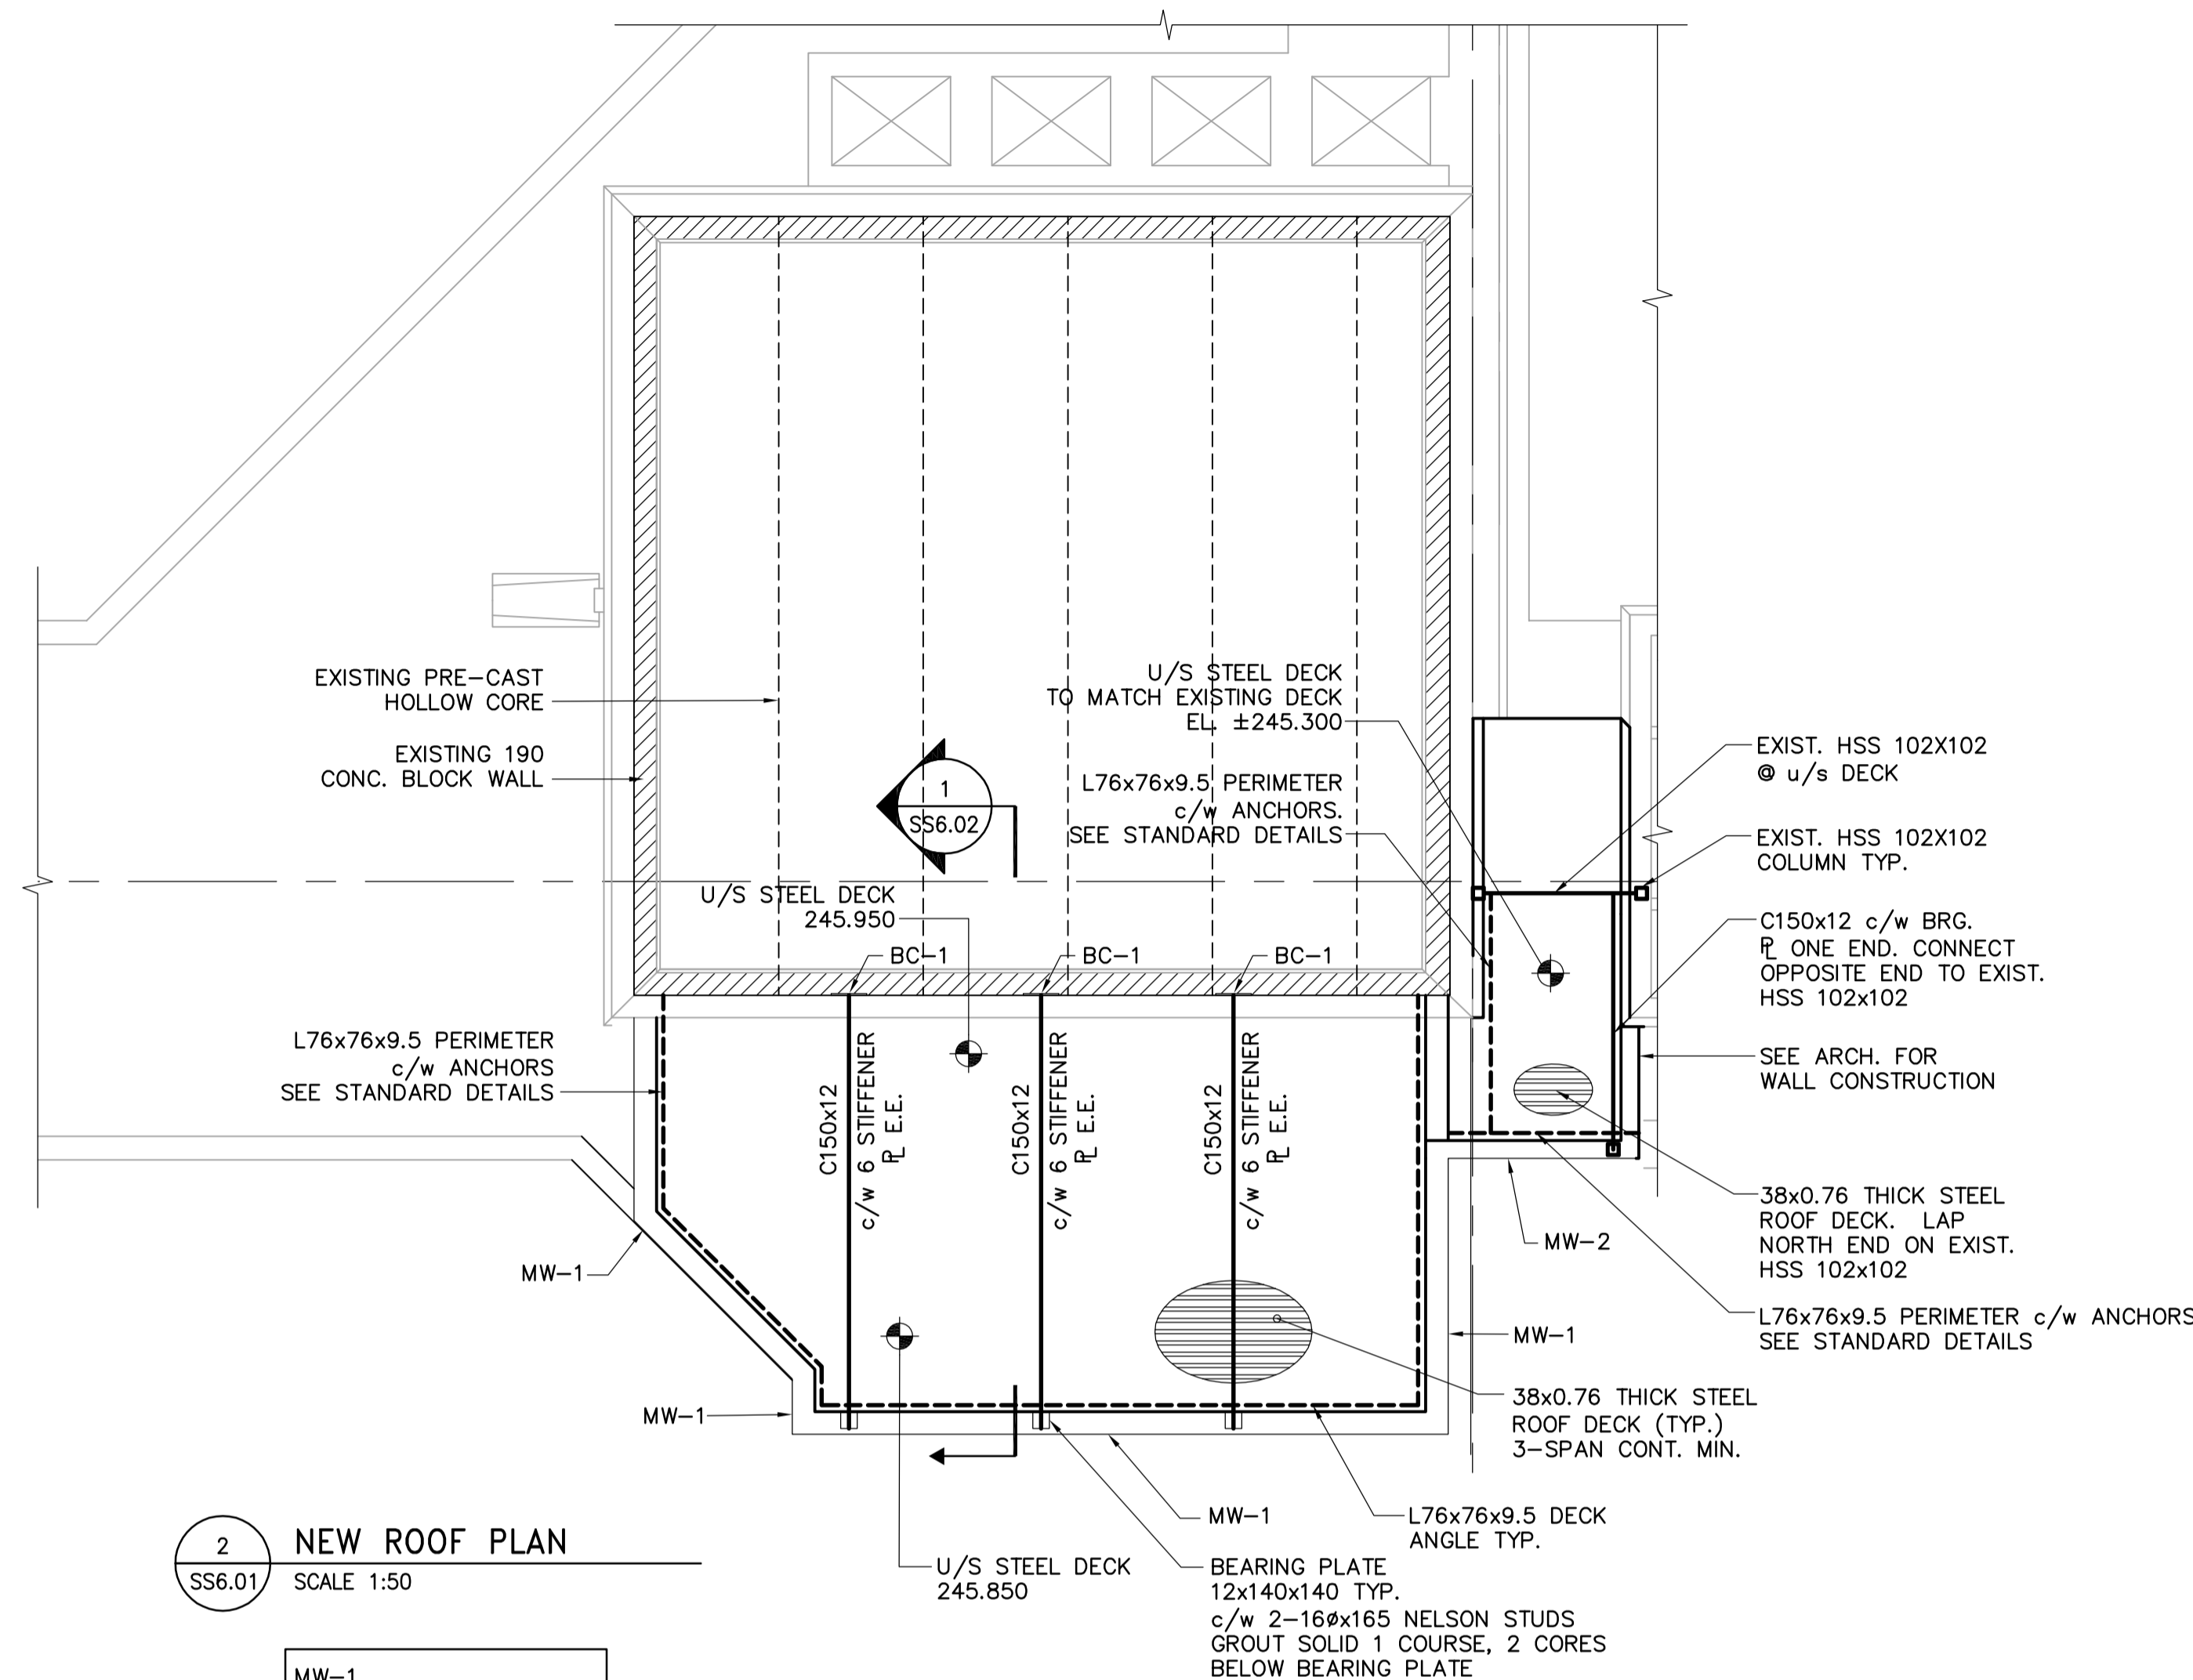 EXISTING PRE-CAST
HOLLOW CORE
EXISTING 190
CONC. BLOCK WALL
U/S STEEL DECK
TO MATCH EXISTING DECK
EL. ±245.300
L76x76x9.5 PERIMETER
c/w ANCHORS.
SEE STANDARD DETAILS
1
SS6.02
U/S STEEL DECK
245.950
BC-1
BC-1
BC-1
EXIST. HSS 102X102
@ u/s DECK
EXIST. HSS 102X102
COLUMN TYP.
C150x12 c/w BRG.
PL ONE END. CONNECT
OPPOSITE END TO EXIST.
HSS 102x102
SEE ARCH. FOR
WALL CONSTRUCTION
L76x76x9.5 PERIMETER
c/w ANCHORS
SEE STANDARD DETAILS
C150x12
c/w 6 STIFFENER
PL E.E.
C150x12
c/w 6 STIFFENER
PL E.E.
C150x12
c/w 6 STIFFENER
PL E.E.
38x0.76 THICK STEEL
ROOF DECK. LAP
NORTH END ON EXIST.
HSS 102x102
MW-2
MW-1
L76x76x9.5 PERIMETER c/w ANCHORS
SEE STANDARD DETAILS
MW-1
MW-1
38x0.76 THICK STEEL
ROOF DECK (TYP.)
3-SPAN CONT. MIN.
MW-1
L76x76x9.5 DECK
ANGLE TYP.
U/S STEEL DECK
245.850
BEARING PLATE
12x140x140 TYP.
c/w 2-16øx165 NELSON STUDS
GROUT SOLID 1 COURSE, 2 CORES
BELOW BEARING PLATE
2
SS6.01
NEW ROOF PLAN
SCALE 1:50
MW-1